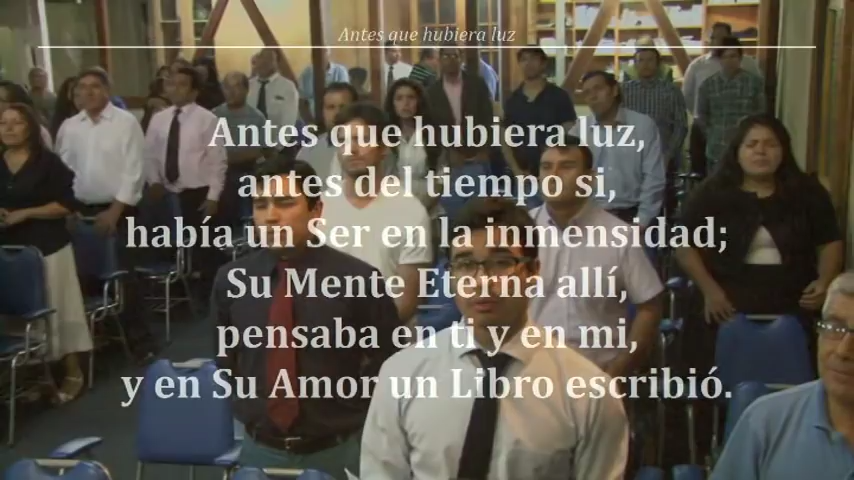 Antes que hubiera luz
Antes que hubiera luz,
antes del tiempo si,
había un Ser en la inmensidad;
Su Mente Eterna allí,
pensaba en ti y en mi,
y en Su Amor un Libro escribió.